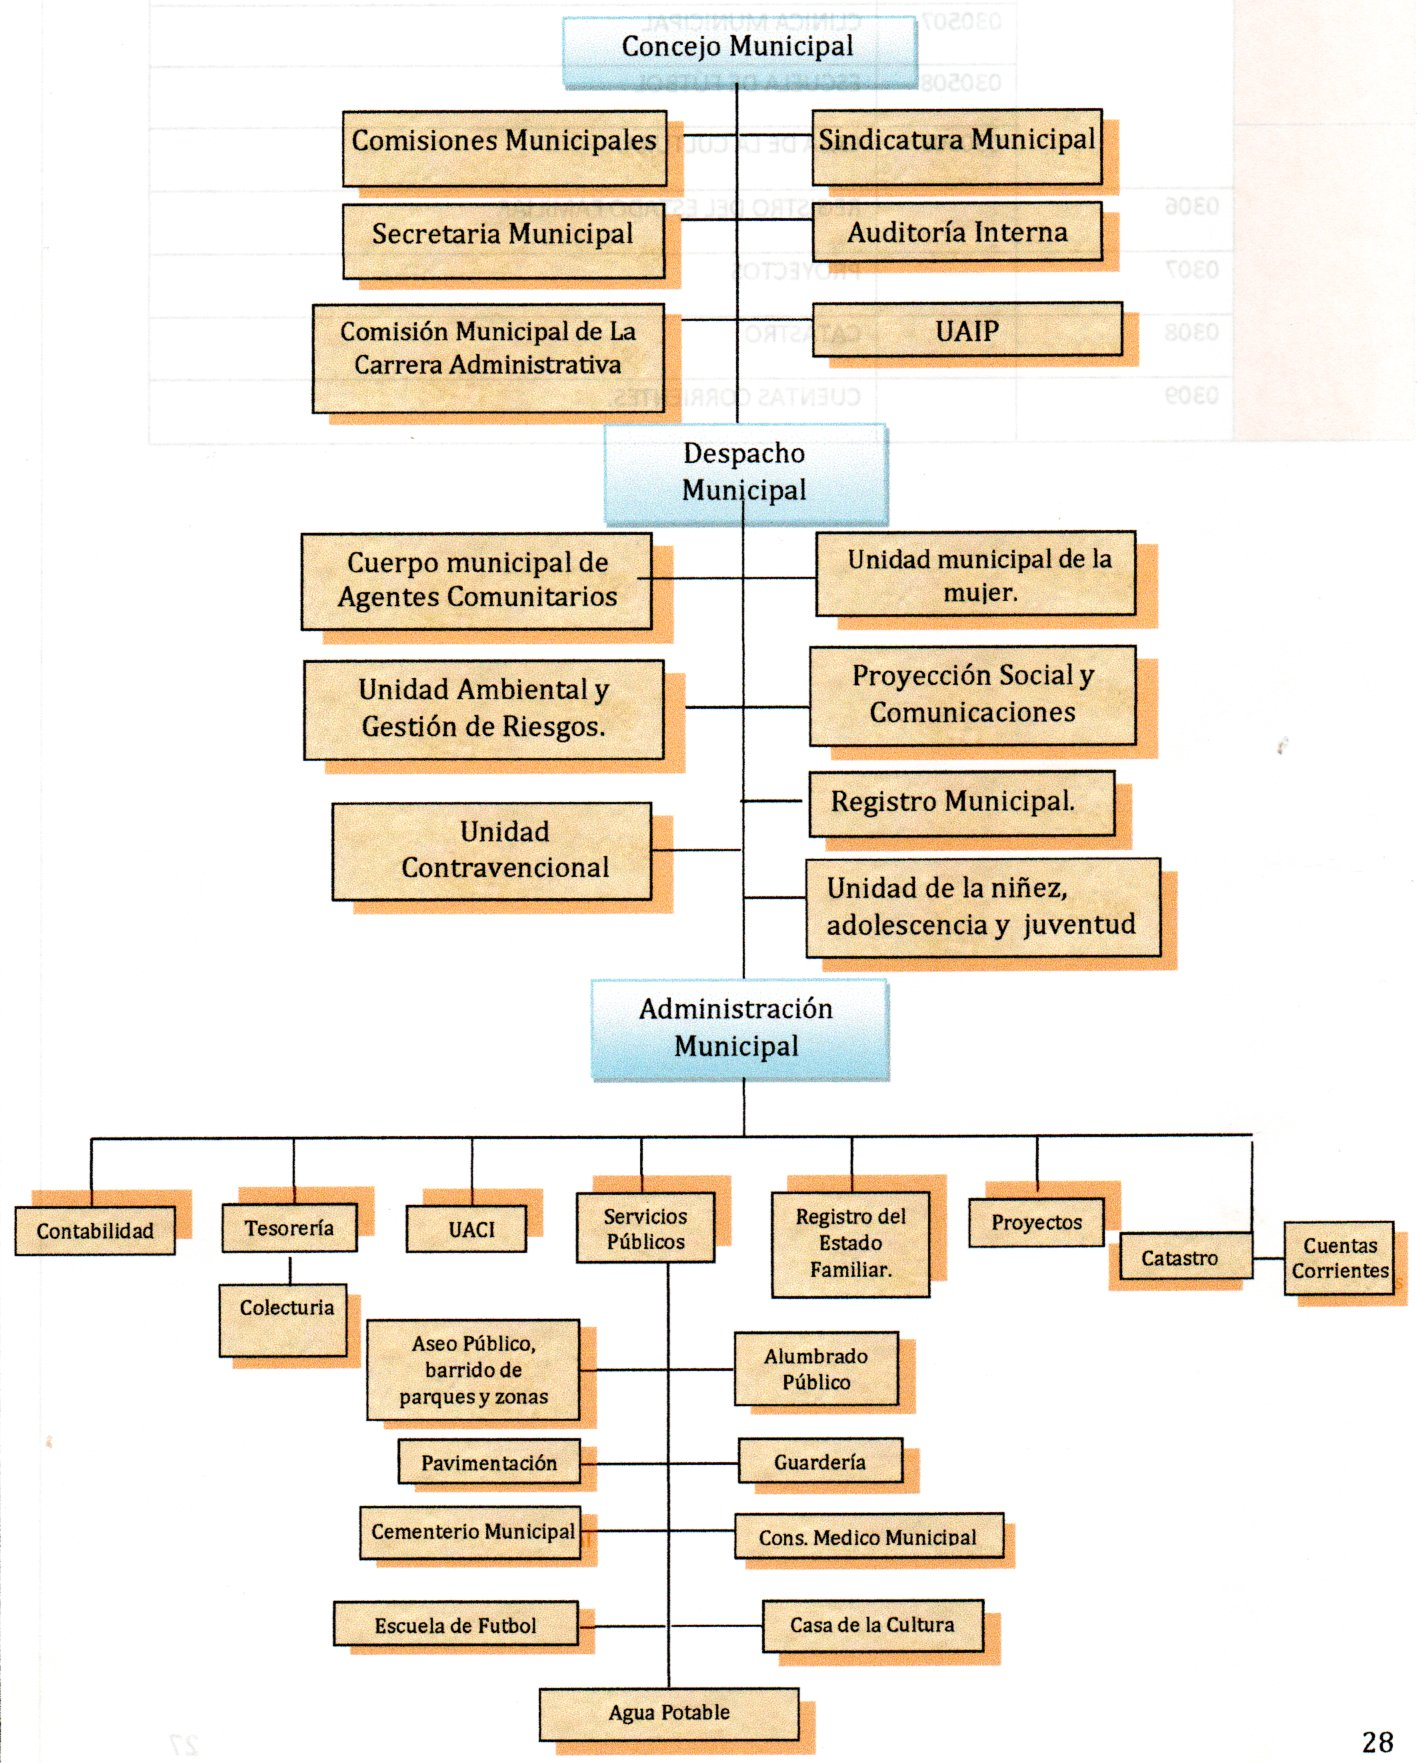 Concejo Municipal
Comisiones Municipales
Sindicatura Municipal
Secretaria Municipal
Auditoría Interna
Comisión Municipal de La
Carrera Administrativa
UAIP
Despacho
Municipal
Cuerpo municipal de
Agentes Comunitarios
Unidad municipal de la
mujer.
Unidad Ambiental y
Gestión de Riesgos.
Proyección Social y
Comunicaciones
Registro Municipal.
Unidad
Contravencional
Unidad de la niñez,
adolescencia y juventud
Administración
Municipal
Contabilidad
Tesorería
UACI
Servicios
Públicos
Registro del
Estado
Familiar.
Proyectos
Catastro
Cuentas
Corrientes
Colecturia
Aseo Público,
barrido de
parques y zonas
Alumbrado
Público
Pavimentación
Guardería
Cementerio Municipal
Cons. Medico Municipal
Escuela de Futbol
Casa de la Cultura
Agua Potable
28